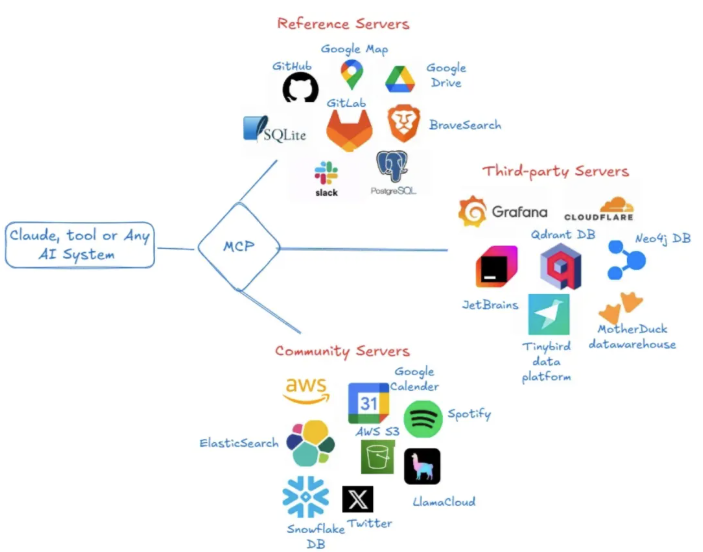 Reference Servers
Google Map
GitHub
Google
Drive
GitLab
SQLite
BraveSearch
slack
PostgreSQL
Third-party Servers
Grafana
CLOUDFLARE
Qdrant DB
Neo4j DB
Claude, tool or Any
AI System
MCP
JetBrains
MotherDuck
datawarehouse
Tinybird
data
platform
Community Servers
aws
Google
Calender
31
Spotify
AWS S3
ElasticSearch
LlamaCloud
Snowflake
DB
X
Twitter